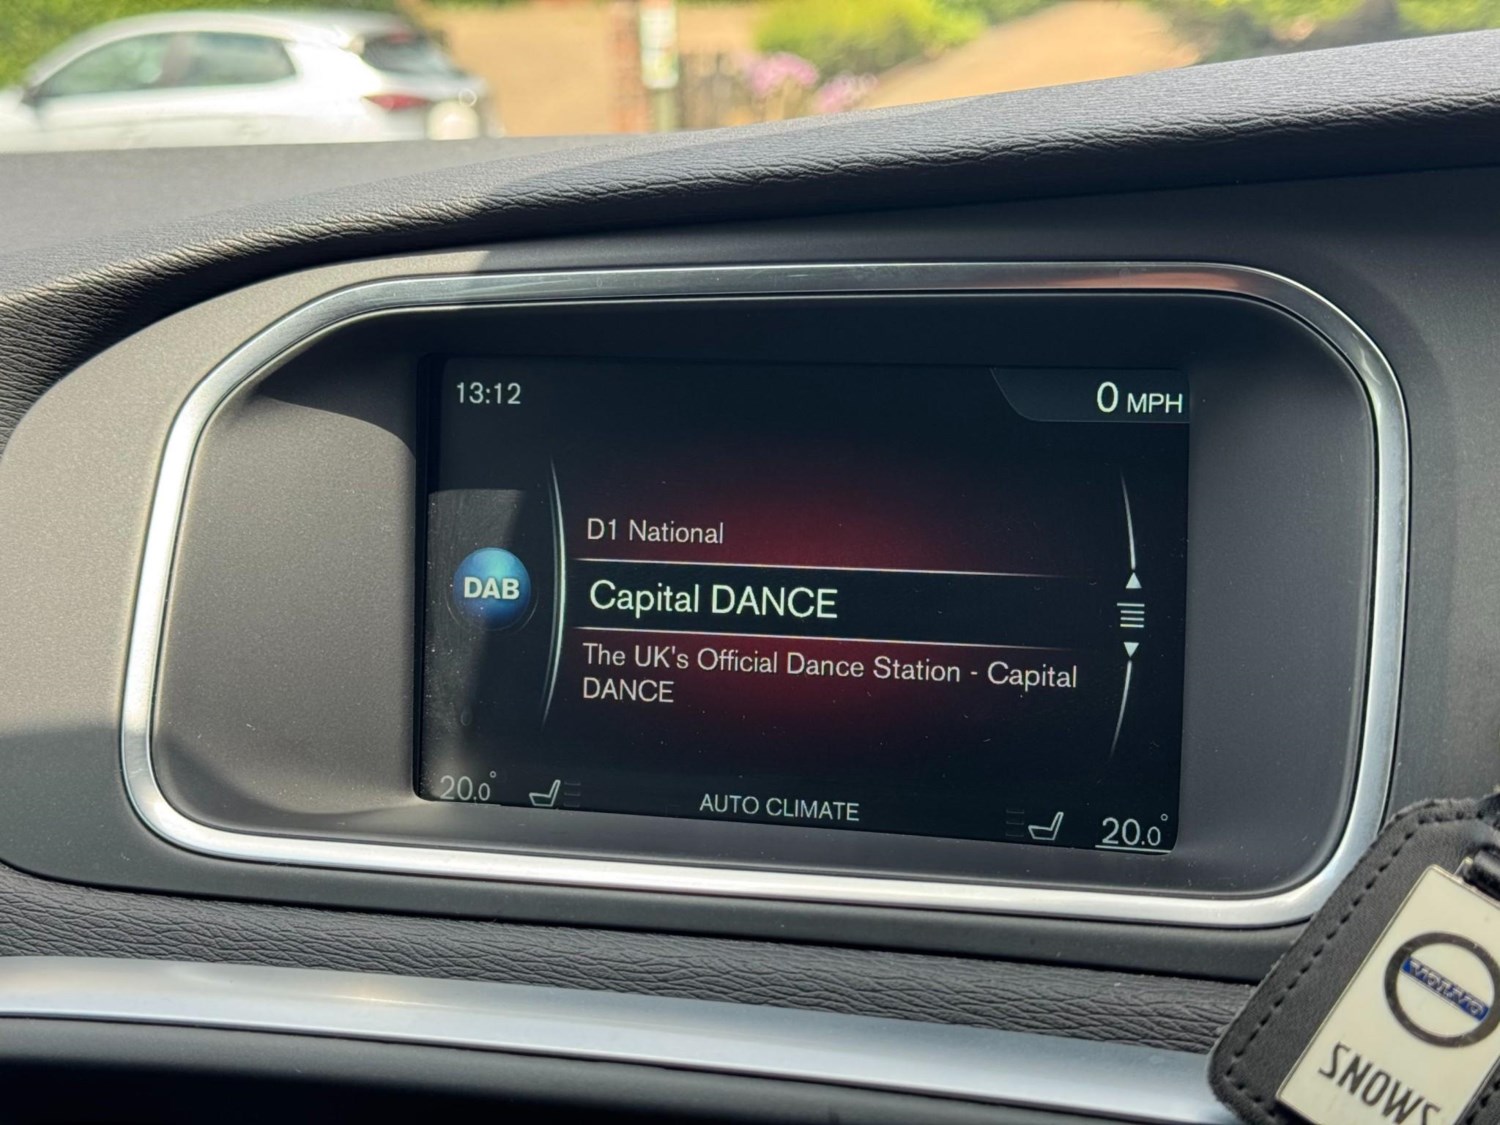 13:12
0 MPH
D1 National
DAB
Capital DANCE
The UK's Official Dance Station - Capital
DANCE
20.0°
AUTO CLIMATE
20.0°
VOLVO
SNOWS